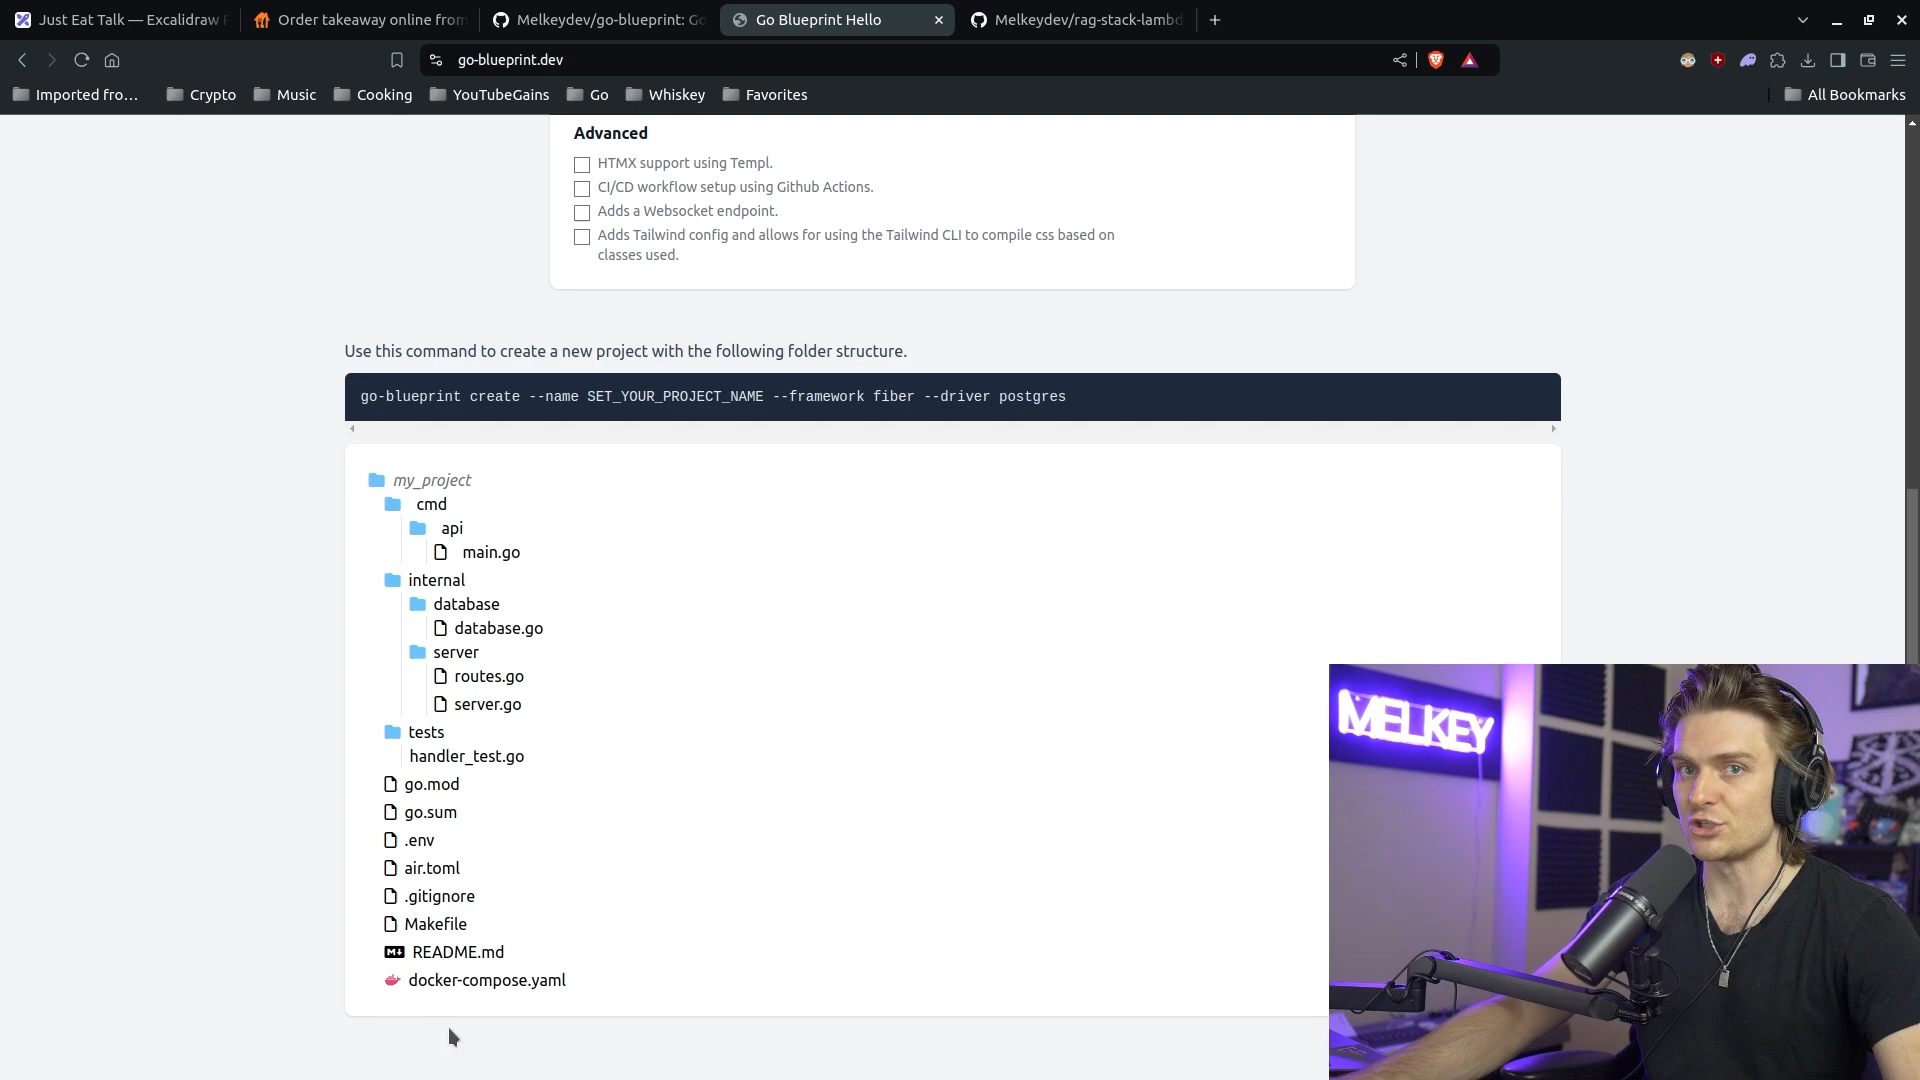 Just Eat Talk — Excalidraw
Order takeaway online from
Melkeydev/go-blueprint: Go
Go Blueprint Hello
Melkeydev/rag-stack-lambd
go-blueprint.dev
Imported fro...
Crypto
Music
Cooking
YouTubeGains
Go
Whiskey
Favorites
All Bookmarks
Advanced
HTMX support using Templ.
CI/CD workflow setup using Github Actions.
Adds a Websocket endpoint.
Adds Tailwind config and allows for using the Tailwind CLI to compile css based on
classes used.
Use this command to create a new project with the following folder structure.
go-blueprint create --name SET_YOUR_PROJECT_NAME --framework fiber --driver postgres
my_project
cmd
api
main.go
internal
database
database.go
server
routes.go
server.go
tests
handler_test.go
go.mod
go.sum
.env
air.toml
.gitignore
Makefile
README.md
docker-compose.yaml
MELKEY